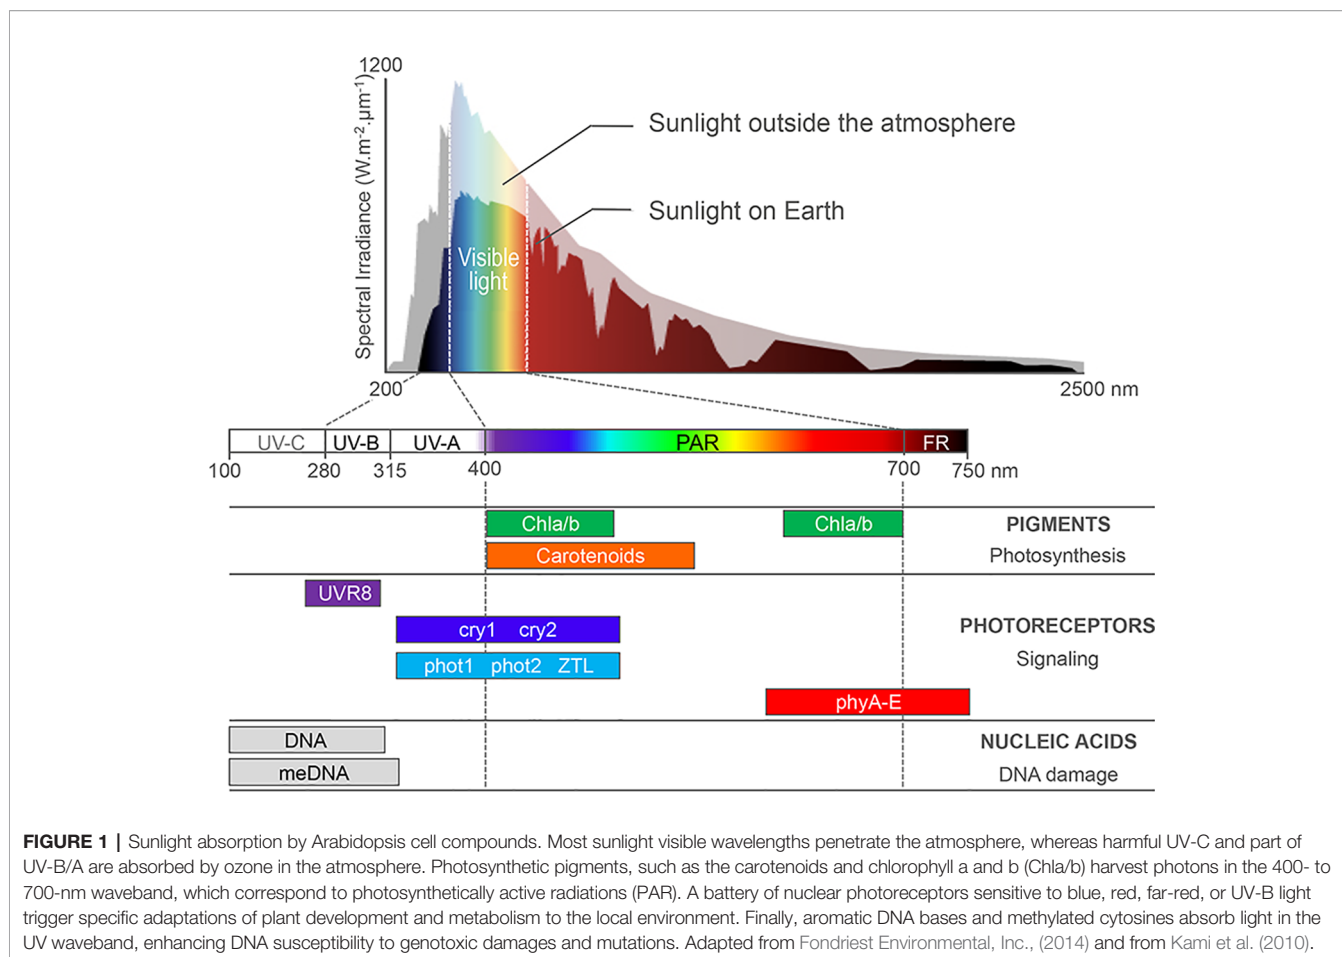 1200
Spectral Irradiance (W.m-2.µm-1)
Sunlight outside the atmosphere
Sunlight on Earth
Visible
light
200
2500 nm
UV-C UV-B UV-A PAR FR
100 280 315 400 700 750 nm
Chla/b Chla/b PIGMENTS
Carotenoids Photosynthesis
UVR8
cry1 cry2 PHOTORECEPTORS
phot1 phot2 ZTL Signaling
phyA-E
DNA NUCLEIC ACIDS
meDNA DNA damage
FIGURE 1 | Sunlight absorption by Arabidopsis cell compounds. Most sunlight visible wavelengths penetrate the atmosphere, whereas harmful UV-C and part of
UV-B/A are absorbed by ozone in the atmosphere. Photosynthetic pigments, such as the carotenoids and chlorophyll a and b (Chla/b) harvest photons in the 400- to
700-nm waveband, which correspond to photosynthetically active radiations (PAR). A battery of nuclear photoreceptors sensitive to blue, red, far-red, or UV-B light
trigger specific adaptations of plant development and metabolism to the local environment. Finally, aromatic DNA bases and methylated cytosines absorb light in the
UV waveband, enhancing DNA susceptibility to genotoxic damages and mutations. Adapted from Fondriest Environmental, Inc., (2014) and from Kami et al. (2010).